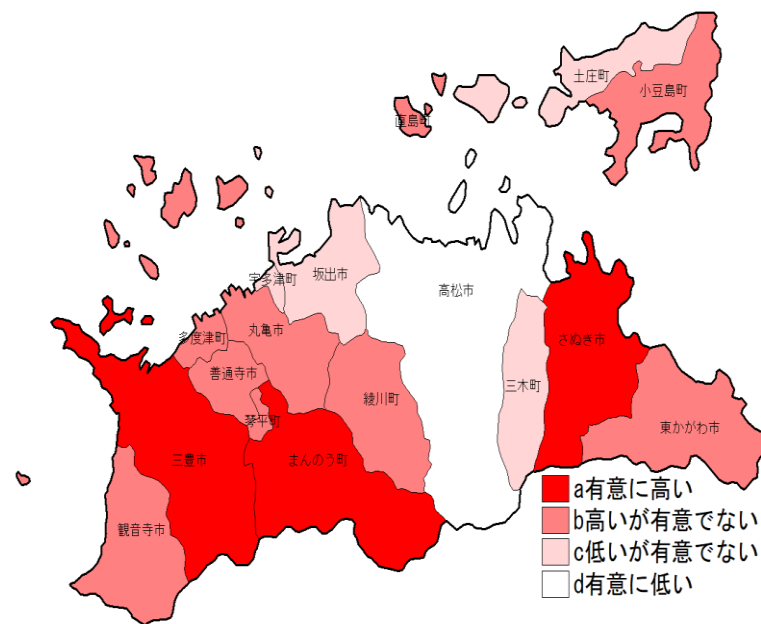 土庄町
小豆島町
直島町
宇多津町
坂出市
高松市
多度津町
丸亀市
さぬき市
善通寺市
三木町
綾川町
琴平町
東かがわ市
三豊市
まんのう町
観音寺市
a有意に高い
b高いが有意でない
c低いが有意でない
d有意に低い